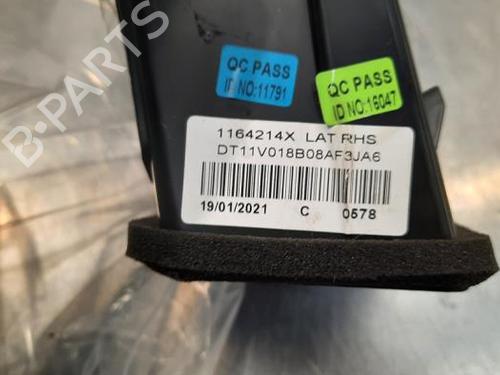 B-PARTS
QC PASS
ID NO:11791
QC PASS
ID NO:16047
1164214X LAT RHS
DT11V018B08AF3JA6
19/01/2021 C 0578